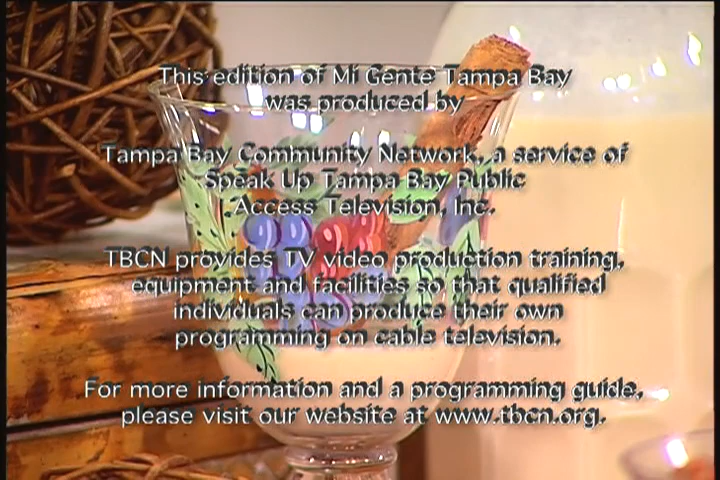 This edition of Mi Gente Tampa Bay
was produced by
Tampa Bay Community Network, a service of
Speak Up Tampa Bay Public
Access Television, Inc.
TBCN provides TV video production training,
equipment and facilities so that qualified
individuals can produce their own
programming on cable television.
For more information and a programming guide,
please visit our website at www.tbcn.org.